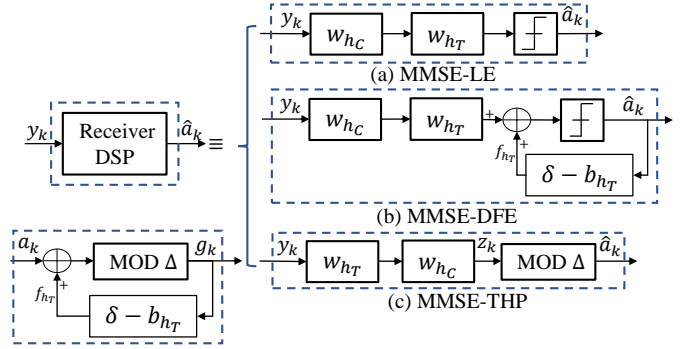 y_k w_{h_C} w_{h_T} â_k
(a) MMSE-LE
y_k w_{h_C} w_{h_T} + + f_{h_T} â_k
δ − b_{h_T}
(b) MMSE-DFE
y_k Receiver DSP â_k ≡
a_k + f_{h_T} MOD Δ g_k
δ − b_{h_T}
y_k w_{h_T} w_{h_C} z_k MOD Δ â_k
(c) MMSE-THP